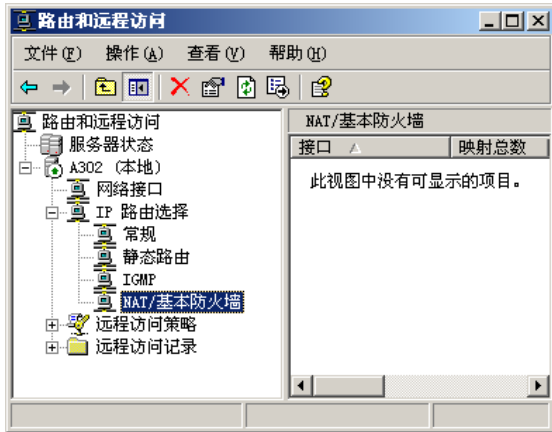 路由和远程访问
文件(F) 操作(A) 查看(V) 帮助(H)
路由和远程访问
服务器状态
A302 (本地)
网络接口
IP 路由选择
常规
静态路由
IGMP
NAT/基本防火墙
远程访问策略
远程访问记录
NAT/基本防火墙
接口 映射总数
此视图中没有可显示的项目。